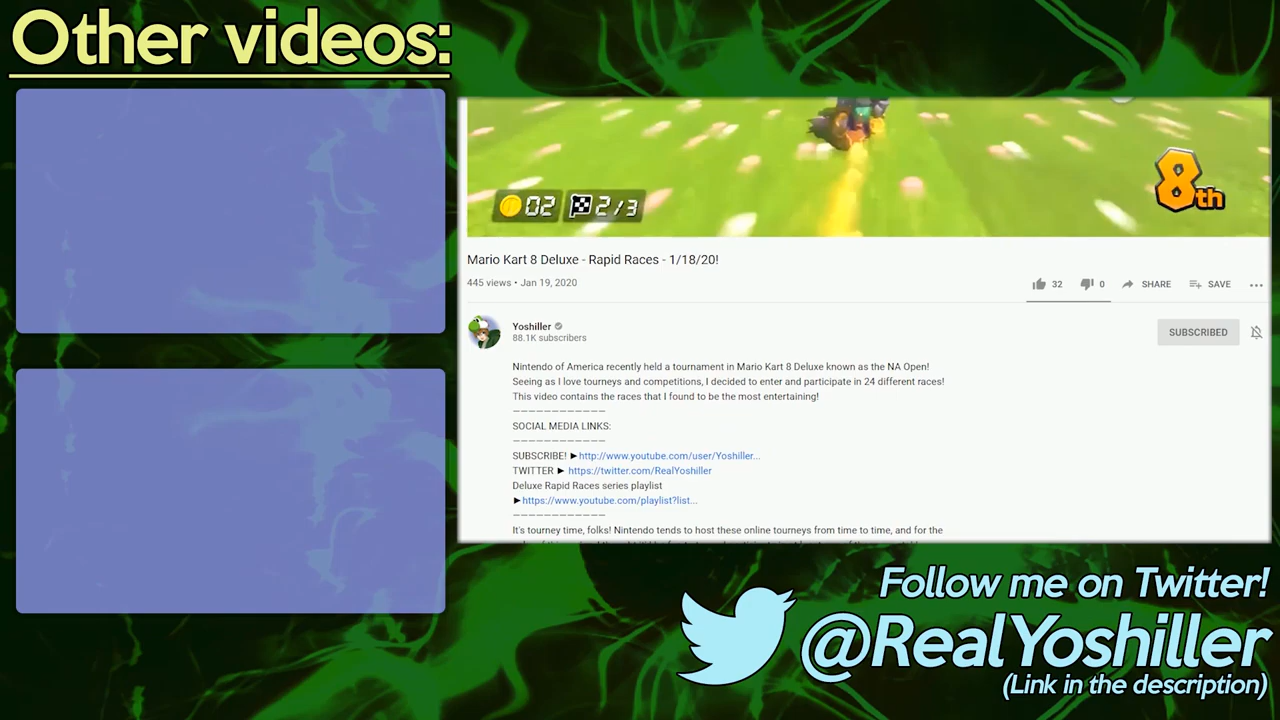 Other videos:
02
2/3
8th
Mario Kart 8 Deluxe - Rapid Races - 1/18/20!
445 views • Jan 19, 2020
32
0
SHARE
SAVE
Yoshiller
88.1K subscribers
SUBSCRIBED
Nintendo of America recently held a tournament in Mario Kart 8 Deluxe known as the NA Open!
Seeing as I love tourneys and competitions, I decided to enter and participate in 24 different races!
This video contains the races that I found to be the most entertaining!
————————————
SOCIAL MEDIA LINKS:
————————————
SUBSCRIBE! ►http://www.youtube.com/user/Yoshiller...
TWITTER ► https://twitter.com/RealYoshiller
Deluxe Rapid Races series playlist
►https://www.youtube.com/playlist?list...
————————————
It's tourney time, folks! Nintendo tends to host these online tourneys from time to time, and for the
Follow me on Twitter!
@RealYoshiller
(Link in the description)